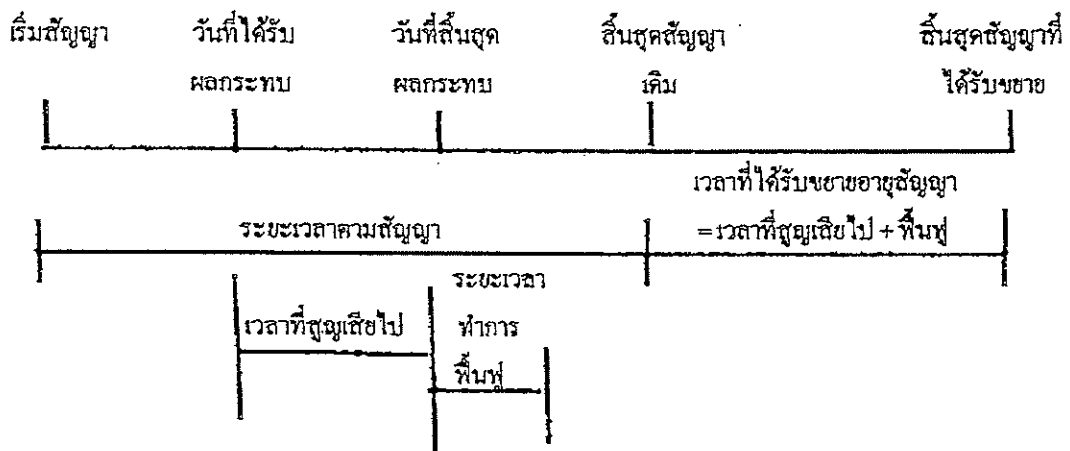 เริ่มสัญญา วันที่ได้รับ วันที่สิ้นสุด สิ้นสุดสัญญา สิ้นสุดสัญญาที่
ผลกระทบ ผลกระทบ เดิม ได้รับขยาย
เวลาที่ได้รับขยายอายุสัญญา
ระยะเวลาตามสัญญา =เวลาที่สูญเสียไป + ฟื้นฟู
ระยะเวลา
เวลาที่สูญเสียไป ทำการ
ฟื้นฟู